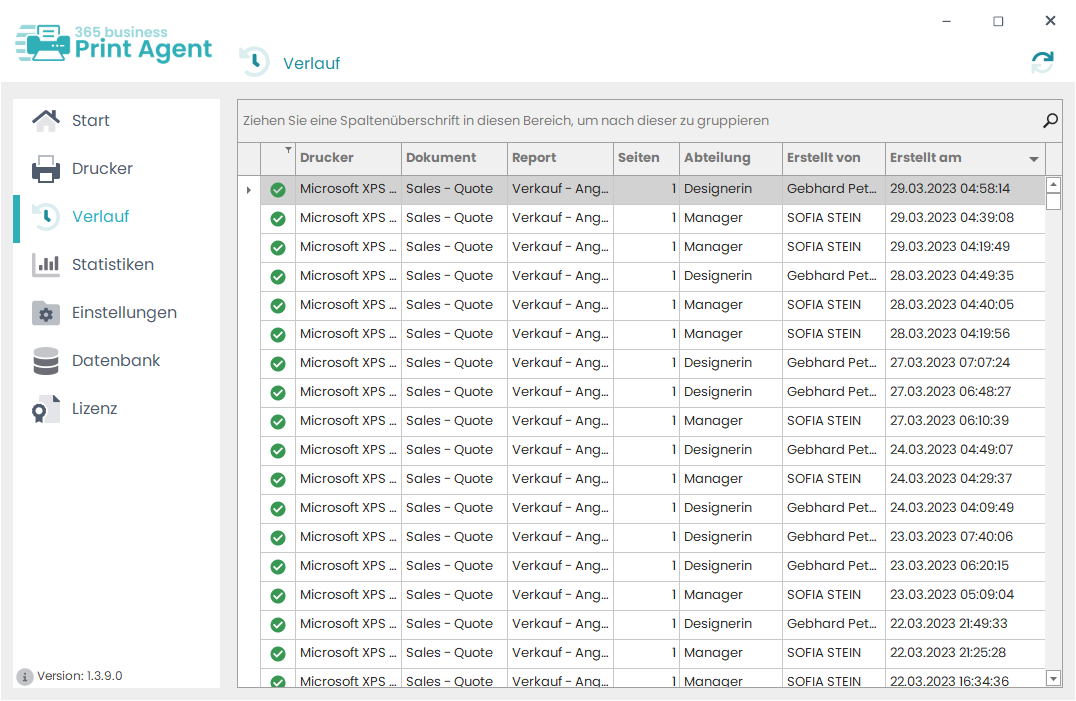 365 business
Print Agent
Verlauf
Start
Drucker
Verlauf
Statistiken
Einstellungen
Datenbank
Lizenz
Version: 1.3.9.0
Ziehen Sie eine Spaltenüberschrift in diesen Bereich, um nach dieser zu gruppieren
Drucker Dokument Report Seiten Abteilung Erstellt von Erstellt am
Microsoft XPS ... Sales - Quote Verkauf - Ang... 1 Designerin Gebhard Pet... 29.03.2023 04:58:14
Microsoft XPS ... Sales - Quote Verkauf - Ang... 1 Manager SOFIA STEIN 29.03.2023 04:39:08
Microsoft XPS ... Sales - Quote Verkauf - Ang... 1 Manager SOFIA STEIN 29.03.2023 04:19:49
Microsoft XPS ... Sales - Quote Verkauf - Ang... 1 Designerin Gebhard Pet... 28.03.2023 04:49:35
Microsoft XPS ... Sales - Quote Verkauf - Ang... 1 Manager SOFIA STEIN 28.03.2023 04:40:05
Microsoft XPS ... Sales - Quote Verkauf - Ang... 1 Manager SOFIA STEIN 28.03.2023 04:19:56
Microsoft XPS ... Sales - Quote Verkauf - Ang... 1 Designerin Gebhard Pet... 27.03.2023 07:07:24
Microsoft XPS ... Sales - Quote Verkauf - Ang... 1 Designerin Gebhard Pet... 27.03.2023 06:48:27
Microsoft XPS ... Sales - Quote Verkauf - Ang... 1 Manager SOFIA STEIN 27.03.2023 06:10:39
Microsoft XPS ... Sales - Quote Verkauf - Ang... 1 Designerin Gebhard Pet... 24.03.2023 04:49:07
Microsoft XPS ... Sales - Quote Verkauf - Ang... 1 Manager SOFIA STEIN 24.03.2023 04:29:37
Microsoft XPS ... Sales - Quote Verkauf - Ang... 1 Designerin Gebhard Pet... 24.03.2023 04:09:49
Microsoft XPS ... Sales - Quote Verkauf - Ang... 1 Designerin Gebhard Pet... 23.03.2023 07:40:06
Microsoft XPS ... Sales - Quote Verkauf - Ang... 1 Designerin Gebhard Pet... 23.03.2023 06:20:15
Microsoft XPS ... Sales - Quote Verkauf - Ang... 1 Manager SOFIA STEIN 23.03.2023 05:09:04
Microsoft XPS ... Sales - Quote Verkauf - Ang... 1 Designerin Gebhard Pet... 22.03.2023 21:49:33
Microsoft XPS ... Sales - Quote Verkauf - Ang... 1 Manager SOFIA STEIN 22.03.2023 21:25:28
Microsoft XPS ... Sales - Quote Verkauf - Ang... 1 Manager SOFIA STEIN 22.03.2023 16:34:36